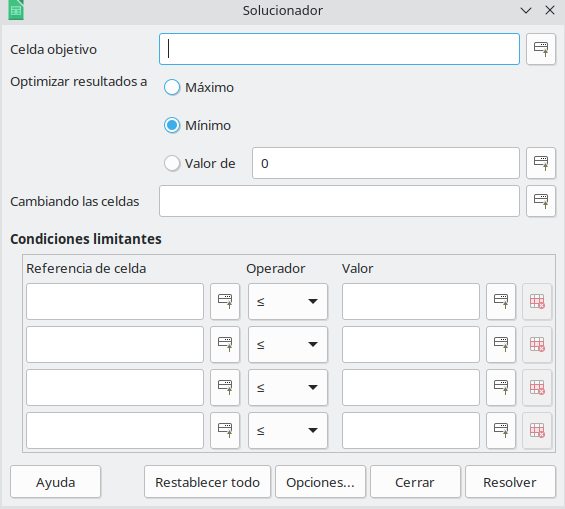 Solucionador
Celda objetivo
Optimizar resultados a
Máximo
Mínimo
Valor de 0
Cambiando las celdas
Condiciones limitantes
Referencia de celda Operador Valor
≤
≤
≤
≤
Ayuda Restablecer todo Opciones... Cerrar Resolver